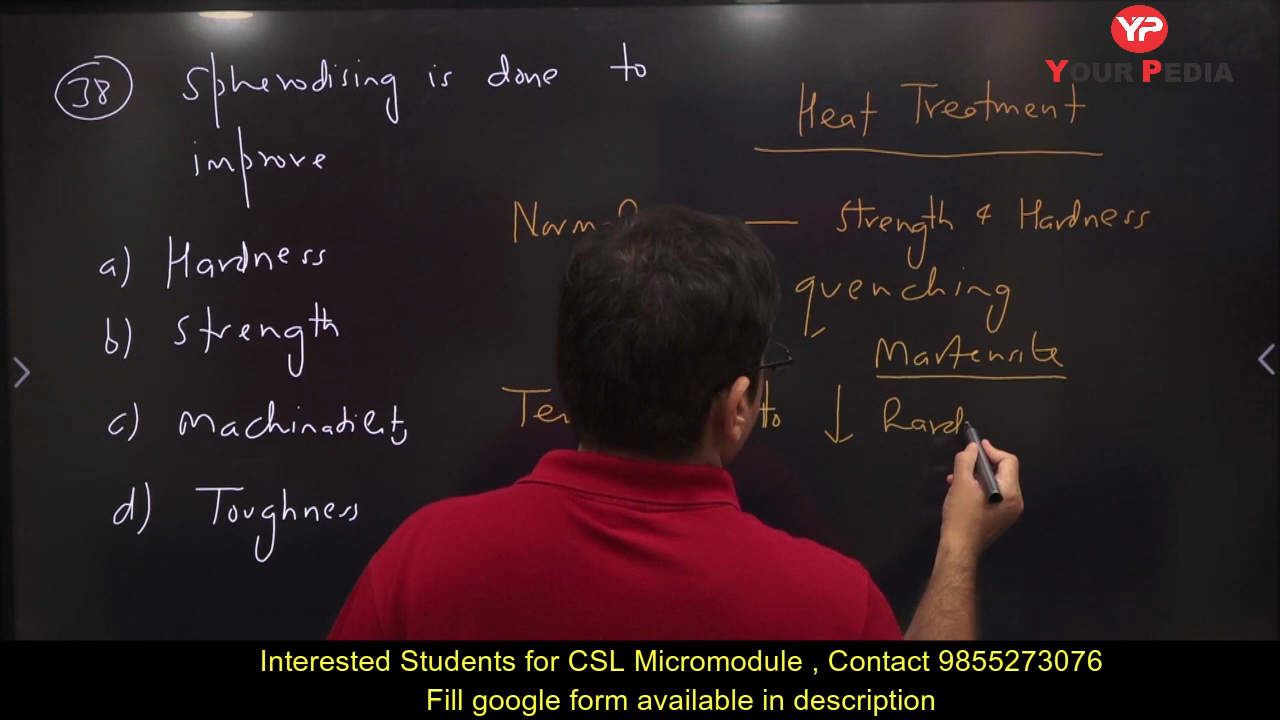 YP
YOUR PEDIA
38 Spherodising is done to
improve
a) Hardness
b) Strength
c) Machinability
d) Toughness
Heat Treatment
— Strength & Hardness
quenching
Martensite
to ↓ hard
Interested Students for CSL Micromodule , Contact 9855273076
Fill google form available in description